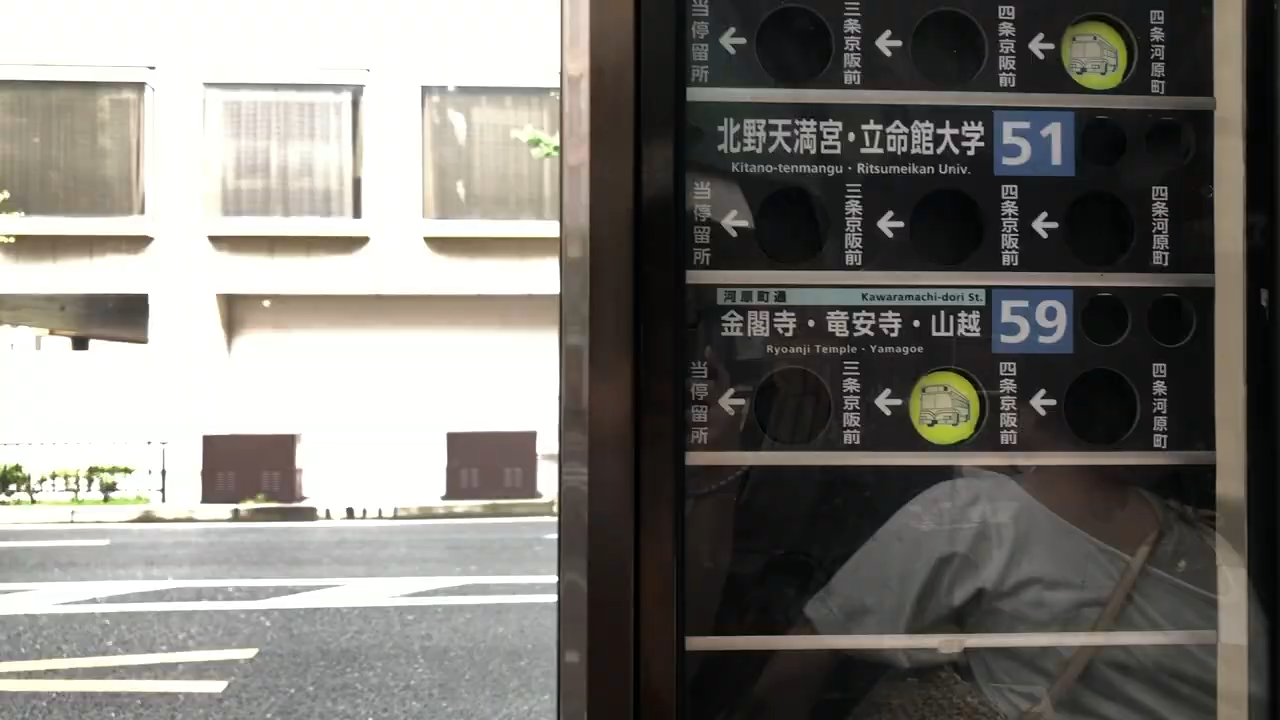 当停留所 ← 三条京阪前 ← 四条京阪前 ← 四条河原町
北野天満宮・立命館大学 51
Kitano-tenmangu・Ritsumeikan Univ.
当停留所 ← 三条京阪前 ← 四条京阪前 ← 四条河原町
河原町通 Kawaramachi-dori St.
金閣寺・竜安寺・山越 59
Ryoanji Temple・Yamagoe
当停留所 ← 三条京阪前 ← 四条京阪前 ← 四条河原町